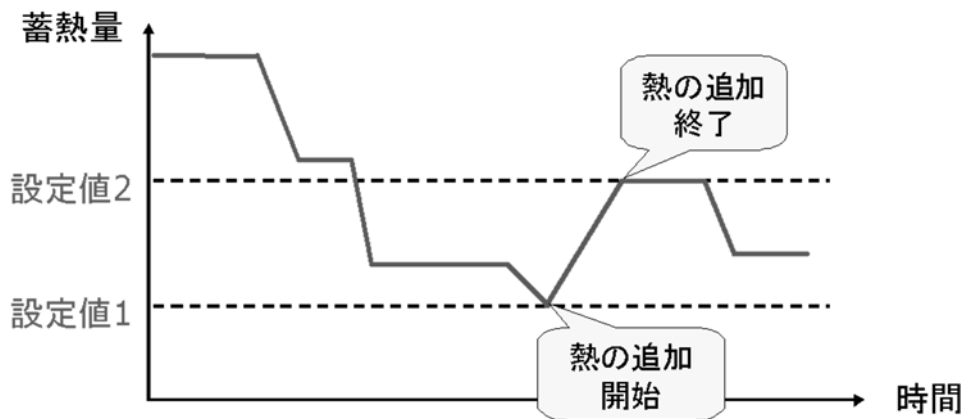 蓄熱量
熱の追加
終了
設定値2
設定値1
熱の追加
開始
時間